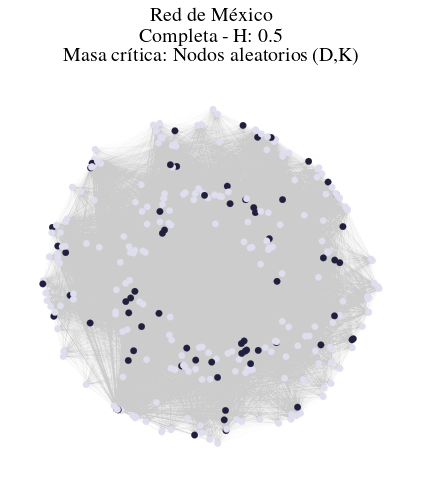 Red de México
Completa - H: 0.5
Masa crítica: Nodos aleatorios (D,K)